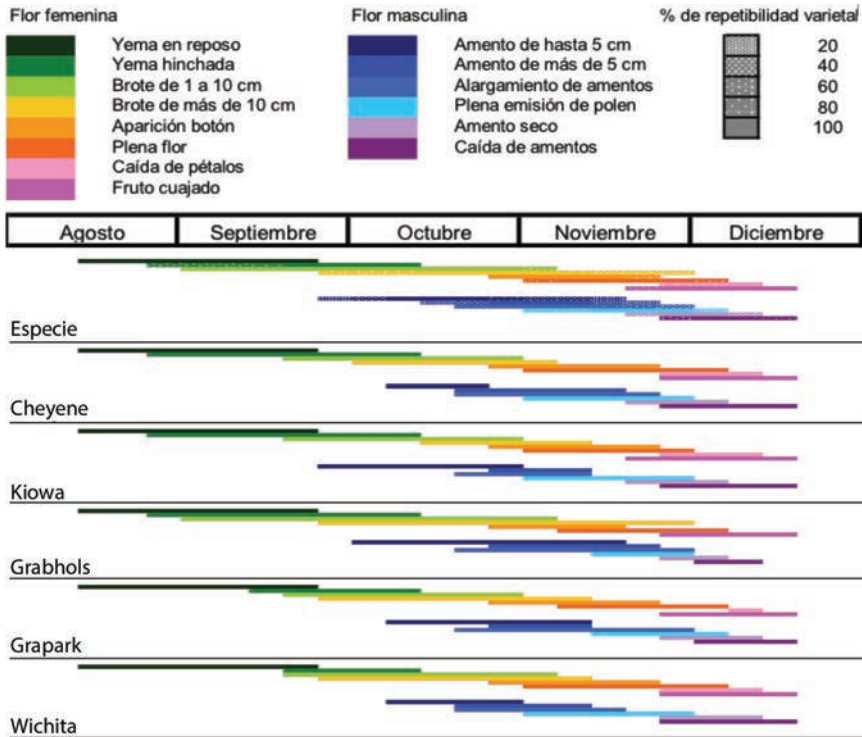 Flor femenina
Yema en reposo
Yema hinchada
Brote de 1 a 10 cm
Brote de más de 10 cm
Aparición botón
Plena flor
Caída de pétalos
Fruto cuajado
Flor masculina
Amento de hasta 5 cm
Amento de más de 5 cm
Alargamiento de amentos
Plena emisión de polen
Amento seco
Caída de amentos
% de repetibilidad varietal
20
40
60
80
100
Agosto Septiembre Octubre Noviembre Diciembre
Especie
Cheyene
Kiowa
Grabhols
Grapark
Wichita